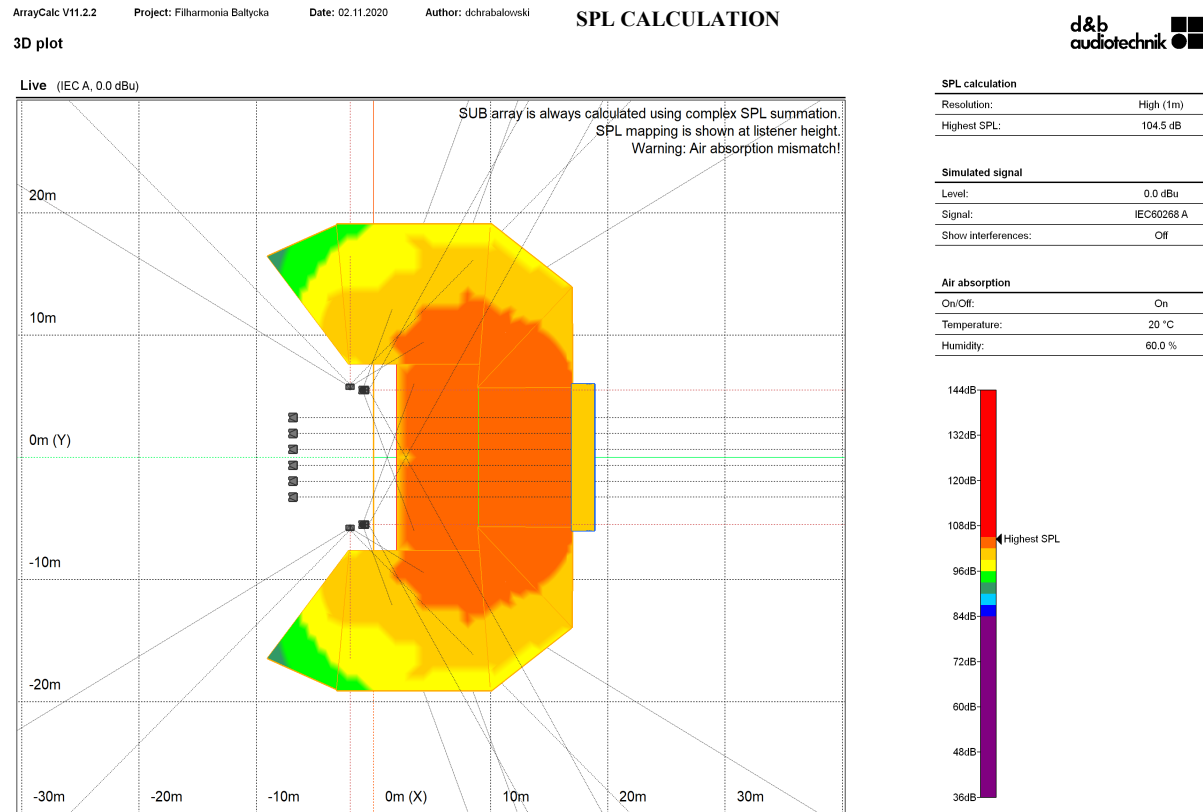 ArrayCalc V11.2.2 Project: Filharmonia Bałtycka Date: 02.11.2020 Author: dchrabalowski SPL CALCULATION
d&b
audiotechnik
3D plot
Live (IEC A, 0.0 dBu)
SUB array is always calculated using complex SPL summation.
SPL mapping is shown at listener height.
Warning: Air absorption mismatch!
20m
10m
0m (Y)
-10m
-20m
-30m -20m -10m 0m (X) 10m 20m 30m
SPL calculation
Resolution: High (1m)
Highest SPL: 104.5 dB
Simulated signal
Level: 0.0 dBu
Signal: IEC60268 A
Show interferences: Off
Air absorption
On/Off: On
Temperature: 20 °C
Humidity: 60.0 %
144dB
132dB
120dB
108dB
Highest SPL
96dB
84dB
72dB
60dB
48dB
36dB